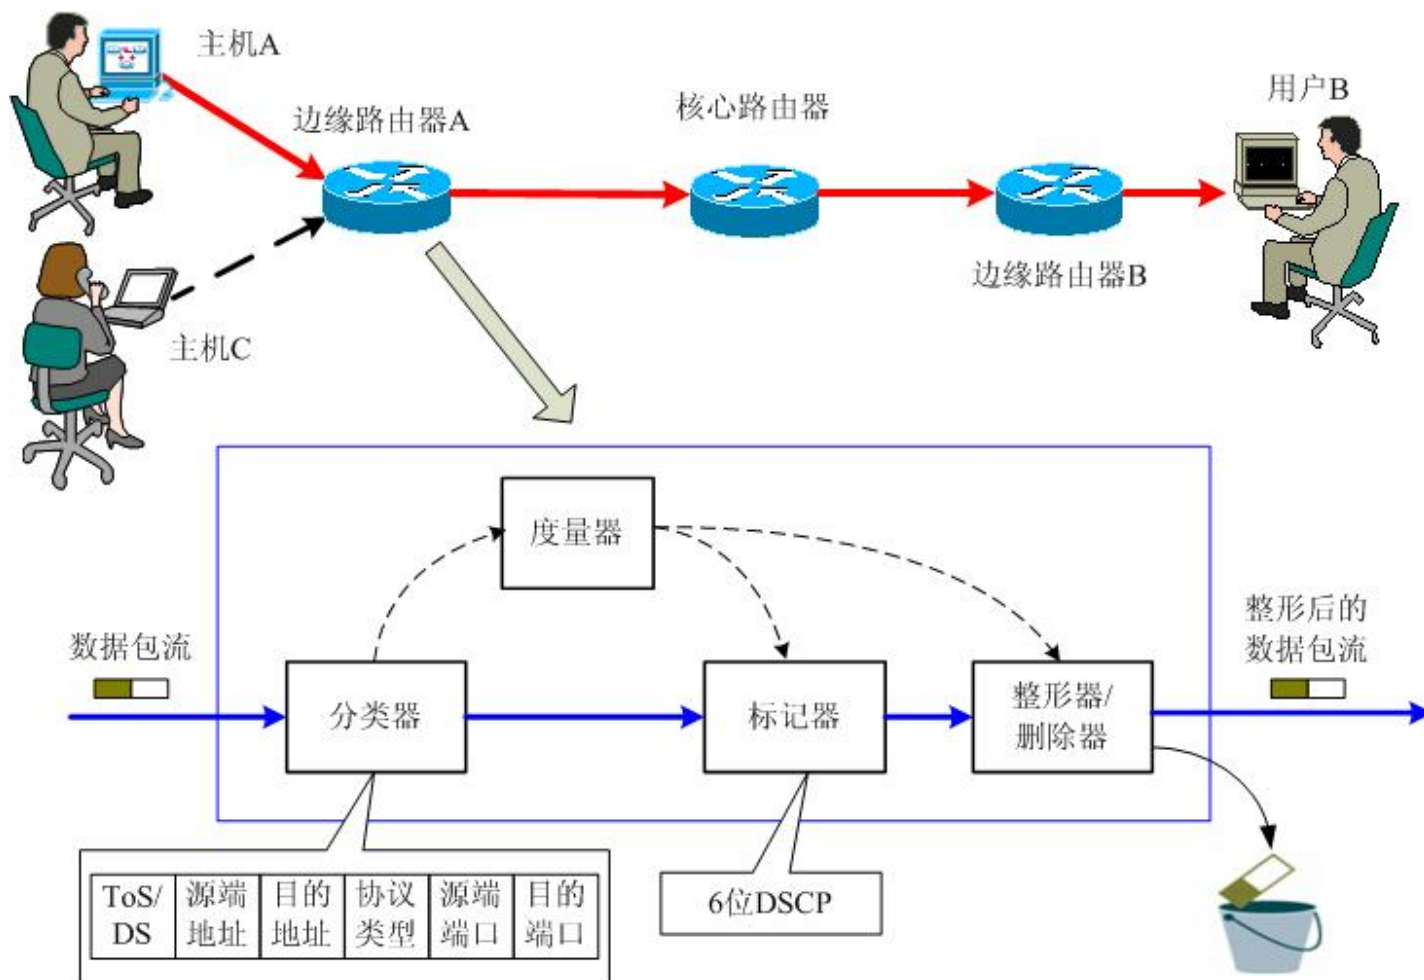 主机A
边缘路由器A
核心路由器
用户B
主机C
边缘路由器B
度量器
数据包流
分类器
标记器
整形器/
删除器
整形后的
数据包流
ToS/
DS
源端
地址
目的
地址
协议
类型
源端
端口
目的
端口
6位DSCP